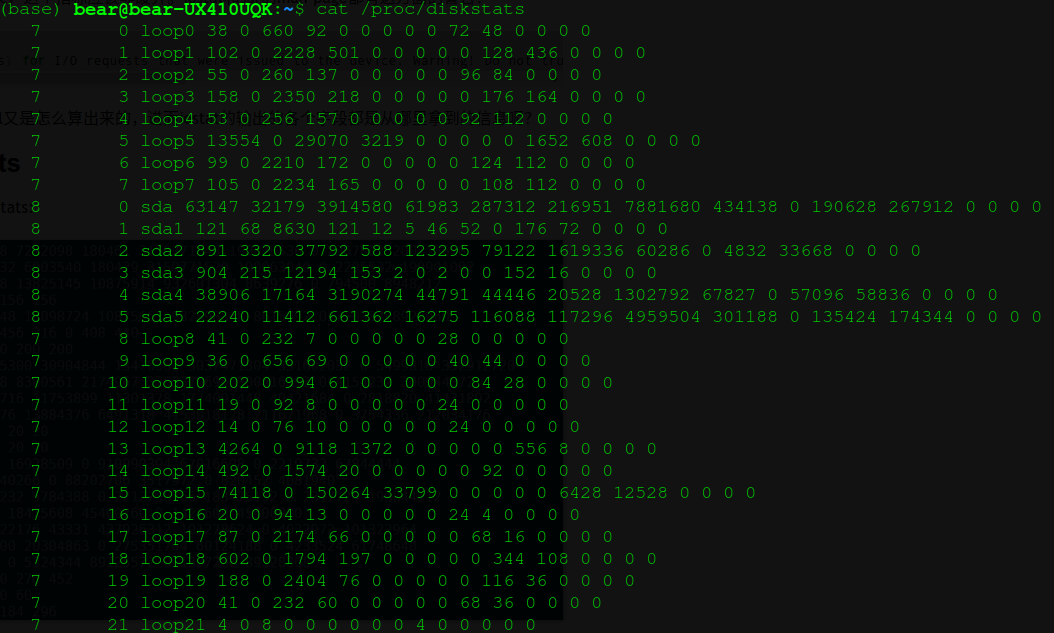 (base) bear@bear-UX410UQK:~$ cat /proc/diskstats
7 0 loop0 38 0 660 92 0 0 0 0 0 72 48 0 0 0 0
7 1 loop1 102 0 2228 501 0 0 0 0 0 128 436 0 0 0 0
7 2 loop2 55 0 260 137 0 0 0 0 0 96 84 0 0 0 0
7 3 loop3 158 0 2350 218 0 0 0 0 0 176 164 0 0 0 0
7 4 loop4 53 0 256 157 0 0 0 0 0 92 112 0 0 0 0
7 5 loop5 13554 0 29070 3219 0 0 0 0 0 1652 608 0 0 0 0
7 6 loop6 99 0 2210 172 0 0 0 0 0 124 112 0 0 0 0
7 7 loop7 105 0 2234 165 0 0 0 0 0 108 112 0 0 0 0
8 0 sda 63147 32179 3914580 61983 287312 216951 7881680 434138 0 190628 267912 0 0 0 0
8 1 sda1 121 68 8630 121 12 5 46 52 0 176 72 0 0 0 0
8 2 sda2 891 3320 37792 588 123295 79122 1619336 60286 0 4832 33668 0 0 0 0
8 3 sda3 904 215 12194 153 2 0 2 0 0 152 16 0 0 0 0
8 4 sda4 38906 17164 3190274 44791 44446 20528 1302792 67827 0 57096 58836 0 0 0 0
8 5 sda5 22240 11412 661362 16275 116088 117296 4959504 301188 0 135424 174344 0 0 0 0
7 8 loop8 41 0 232 7 0 0 0 0 0 28 0 0 0 0 0
7 9 loop9 36 0 656 69 0 0 0 0 0 40 44 0 0 0 0
7 10 loop10 202 0 994 61 0 0 0 0 0 84 28 0 0 0 0
7 11 loop11 19 0 92 8 0 0 0 0 0 24 0 0 0 0 0
7 12 loop12 14 0 76 10 0 0 0 0 0 24 0 0 0 0 0
7 13 loop13 4264 0 9118 1372 0 0 0 0 0 556 8 0 0 0 0
7 14 loop14 492 0 1574 20 0 0 0 0 0 92 0 0 0 0 0
7 15 loop15 74118 0 150264 33799 0 0 0 0 0 6428 12528 0 0 0 0
7 16 loop16 20 0 94 13 0 0 0 0 0 24 4 0 0 0 0
7 17 loop17 87 0 2174 66 0 0 0 0 0 68 16 0 0 0 0
7 18 loop18 602 0 1794 197 0 0 0 0 0 344 108 0 0 0 0
7 19 loop19 188 0 2404 76 0 0 0 0 0 116 36 0 0 0 0
7 20 loop20 41 0 232 60 0 0 0 0 0 68 36 0 0 0 0
7 21 loop21 4 0 8 0 0 0 0 0 0 4 0 0 0 0 0